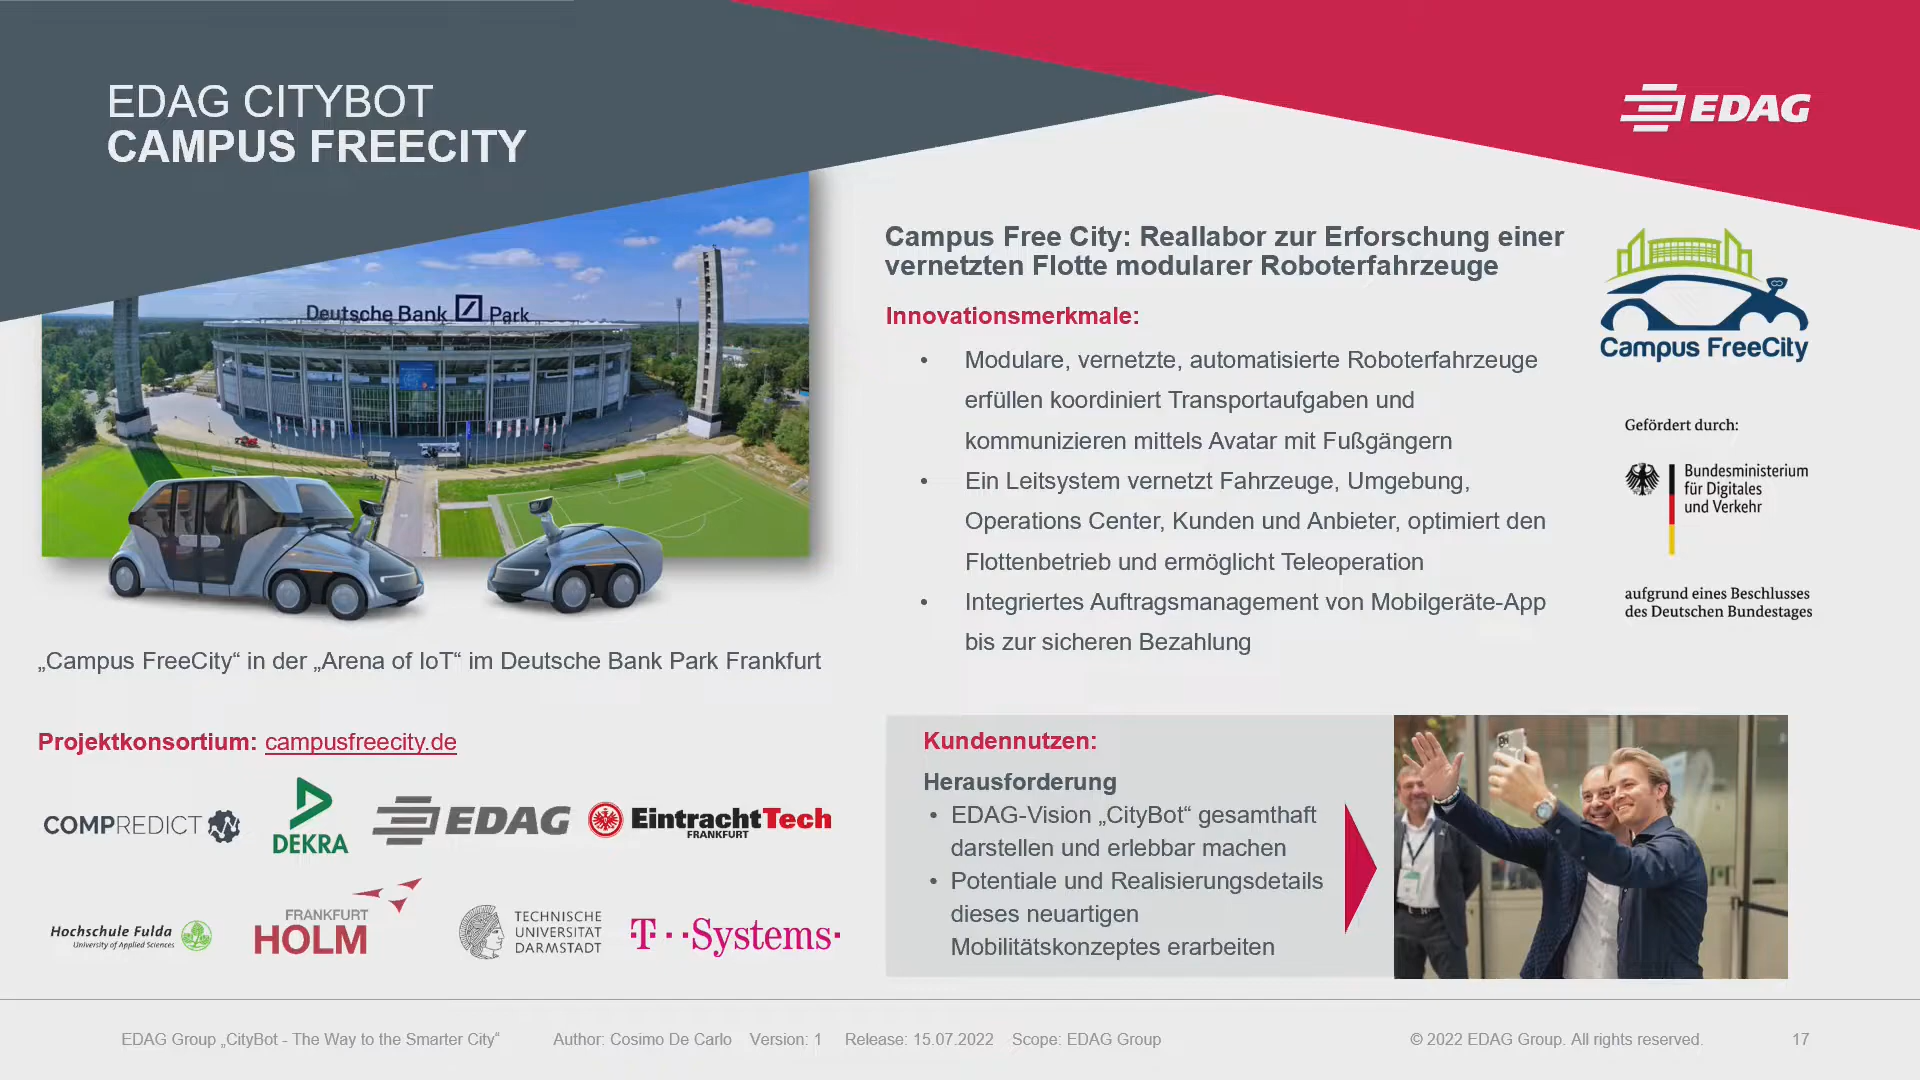 EDAG CITYBOT
CAMPUS FREECITY
EDAG
Deutsche Bank Park
„Campus FreeCity“ in der „Arena of IoT“ im Deutsche Bank Park Frankfurt
Projektkonsortium: campusfreecity.de
COMPREDICT
DEKRA
EDAG
EintrachtTech
FRANKFURT
Hochschule Fulda
University of Applied Sciences
FRANKFURT
HOLM
TECHNISCHE
UNIVERSITÄT
DARMSTADT
T··Systems·
Campus Free City: Reallabor zur Erforschung einer
vernetzten Flotte modularer Roboterfahrzeuge
Innovationsmerkmale:
• Modulare, vernetzte, automatisierte Roboterfahrzeuge
erfüllen koordiniert Transportaufgaben und
kommunizieren mittels Avatar mit Fußgängern
• Ein Leitsystem vernetzt Fahrzeuge, Umgebung,
Operations Center, Kunden und Anbieter, optimiert den
Flottenbetrieb und ermöglicht Teleoperation
• Integriertes Auftragsmanagement von Mobilgeräte-App
bis zur sicheren Bezahlung
Campus FreeCity
Gefördert durch:
Bundesministerium
für Digitales
und Verkehr
aufgrund eines Beschlusses
des Deutschen Bundestages
Kundennutzen:
Herausforderung
• EDAG-Vision „CityBot“ gesamthaft
darstellen und erlebbar machen
• Potentiale und Realisierungsdetails
dieses neuartigen
Mobilitätskonzeptes erarbeiten
EDAG Group „CityBot - The Way to the Smarter City“ Author: Cosimo De Carlo Version: 1 Release: 15.07.2022 Scope: EDAG Group © 2022 EDAG Group. All rights reserved. 17